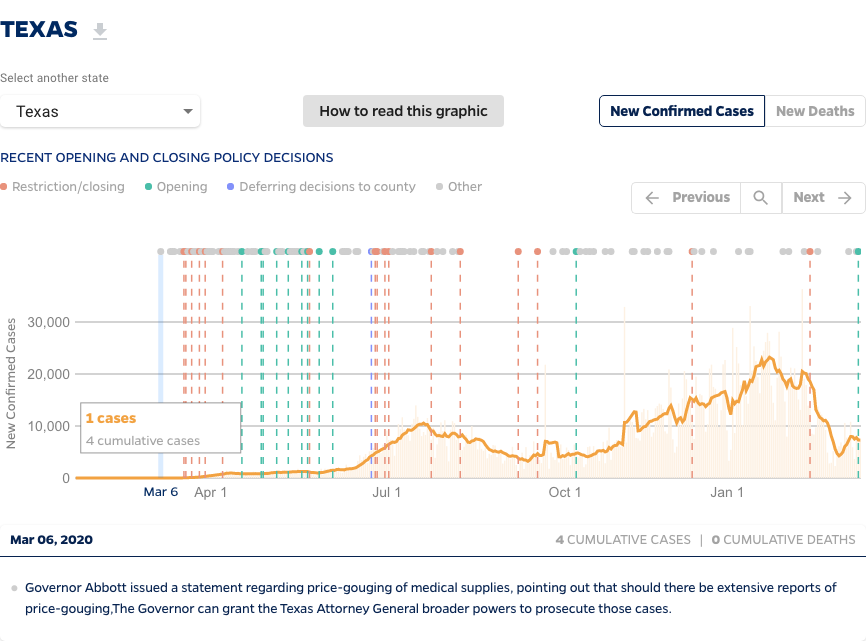 TEXAS
Select another state
Texas
How to read this graphic
New Confirmed Cases
New Deaths
RECENT OPENING AND CLOSING POLICY DECISIONS
Restriction/closing
Opening
Deferring decisions to county
Other
Previous
Next
New Confirmed Cases
30,000
20,000
10,000
0
1 cases
4 cumulative cases
Mar 6
Apr 1
Jul 1
Oct 1
Jan 1
Mar 06, 2020
4 CUMULATIVE CASES | 0 CUMULATIVE DEATHS
Governor Abbott issued a statement regarding price-gouging of medical supplies, pointing out that should there be extensive reports of
price-gouging,The Governor can grant the Texas Attorney General broader powers to prosecute those cases.